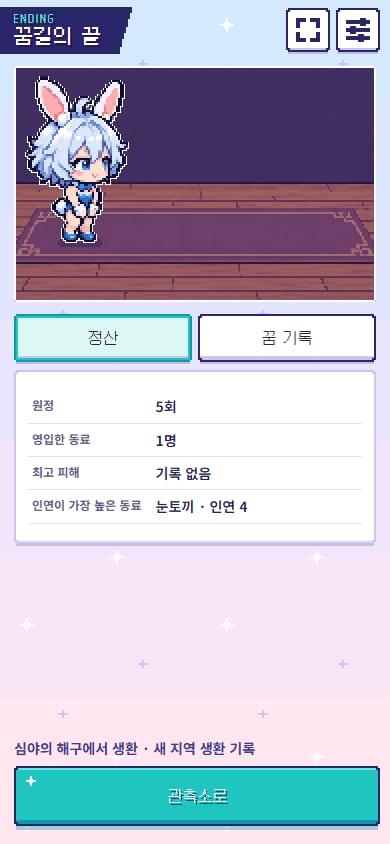 ENDING
꿈길의 끝
정산
꿈 기록
원정 5회
영입한 동료 1명
최고 피해 기록 없음
인연이 가장 높은 동료 눈토끼 · 인연 4
심야의 해구에서 생환 · 새 지역 생환 기록
관측소로